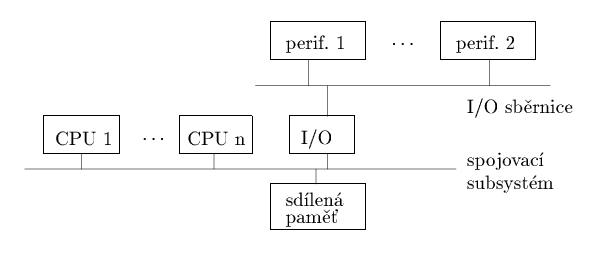 perif. 1 ··· perif. 2
I/O sběrnice
CPU 1 ··· CPU n I/O
spojovací
subsystém
sdílená
paměť